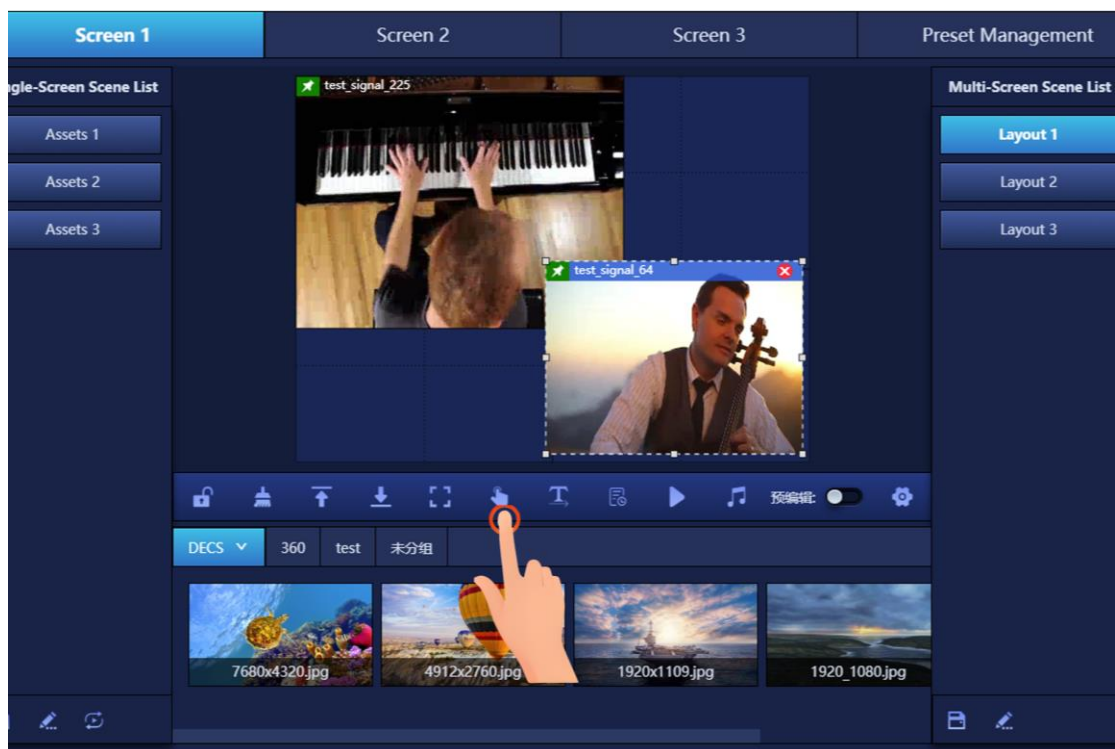 Screen 1
Screen 2
Screen 3
Preset Management
ngle-Screen Scene List
Assets 1
Assets 2
Assets 3
test_signal_225
test_signal_64
Multi-Screen Scene List
Layout 1
Layout 2
Layout 3
预编辑:
DECS
360
test
未分组
7680x4320.jpg
4912x2760.jpg
1920x1109.jpg
1920_1080.jpg